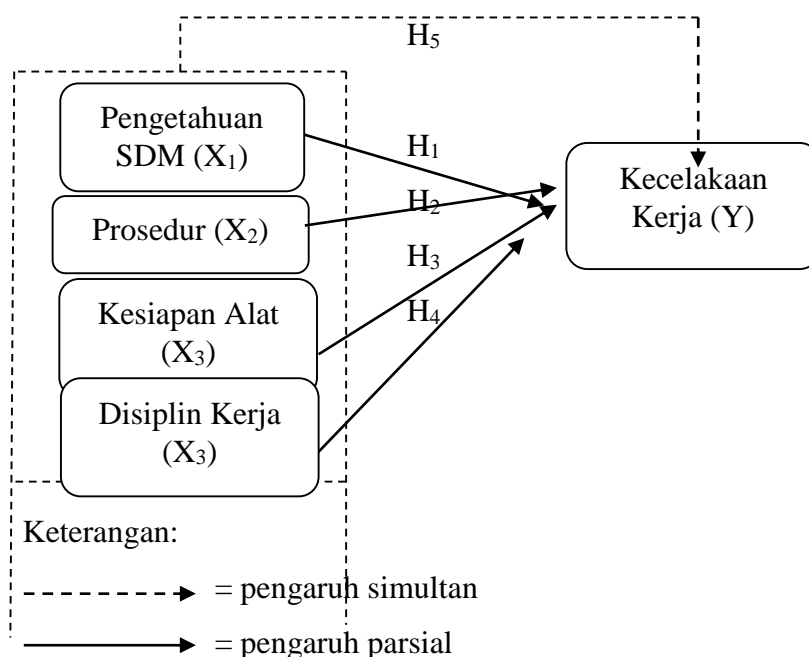 H₅
Pengetahuan
SDM (X₁)
H₁
Kecelakaan
Kerja (Y)
Prosedur (X₂)
H₂
H₃
Kesiapan Alat
(X₃)
H₄
Disiplin Kerja
(X₃)
Keterangan:
= pengaruh simultan
= pengaruh parsial